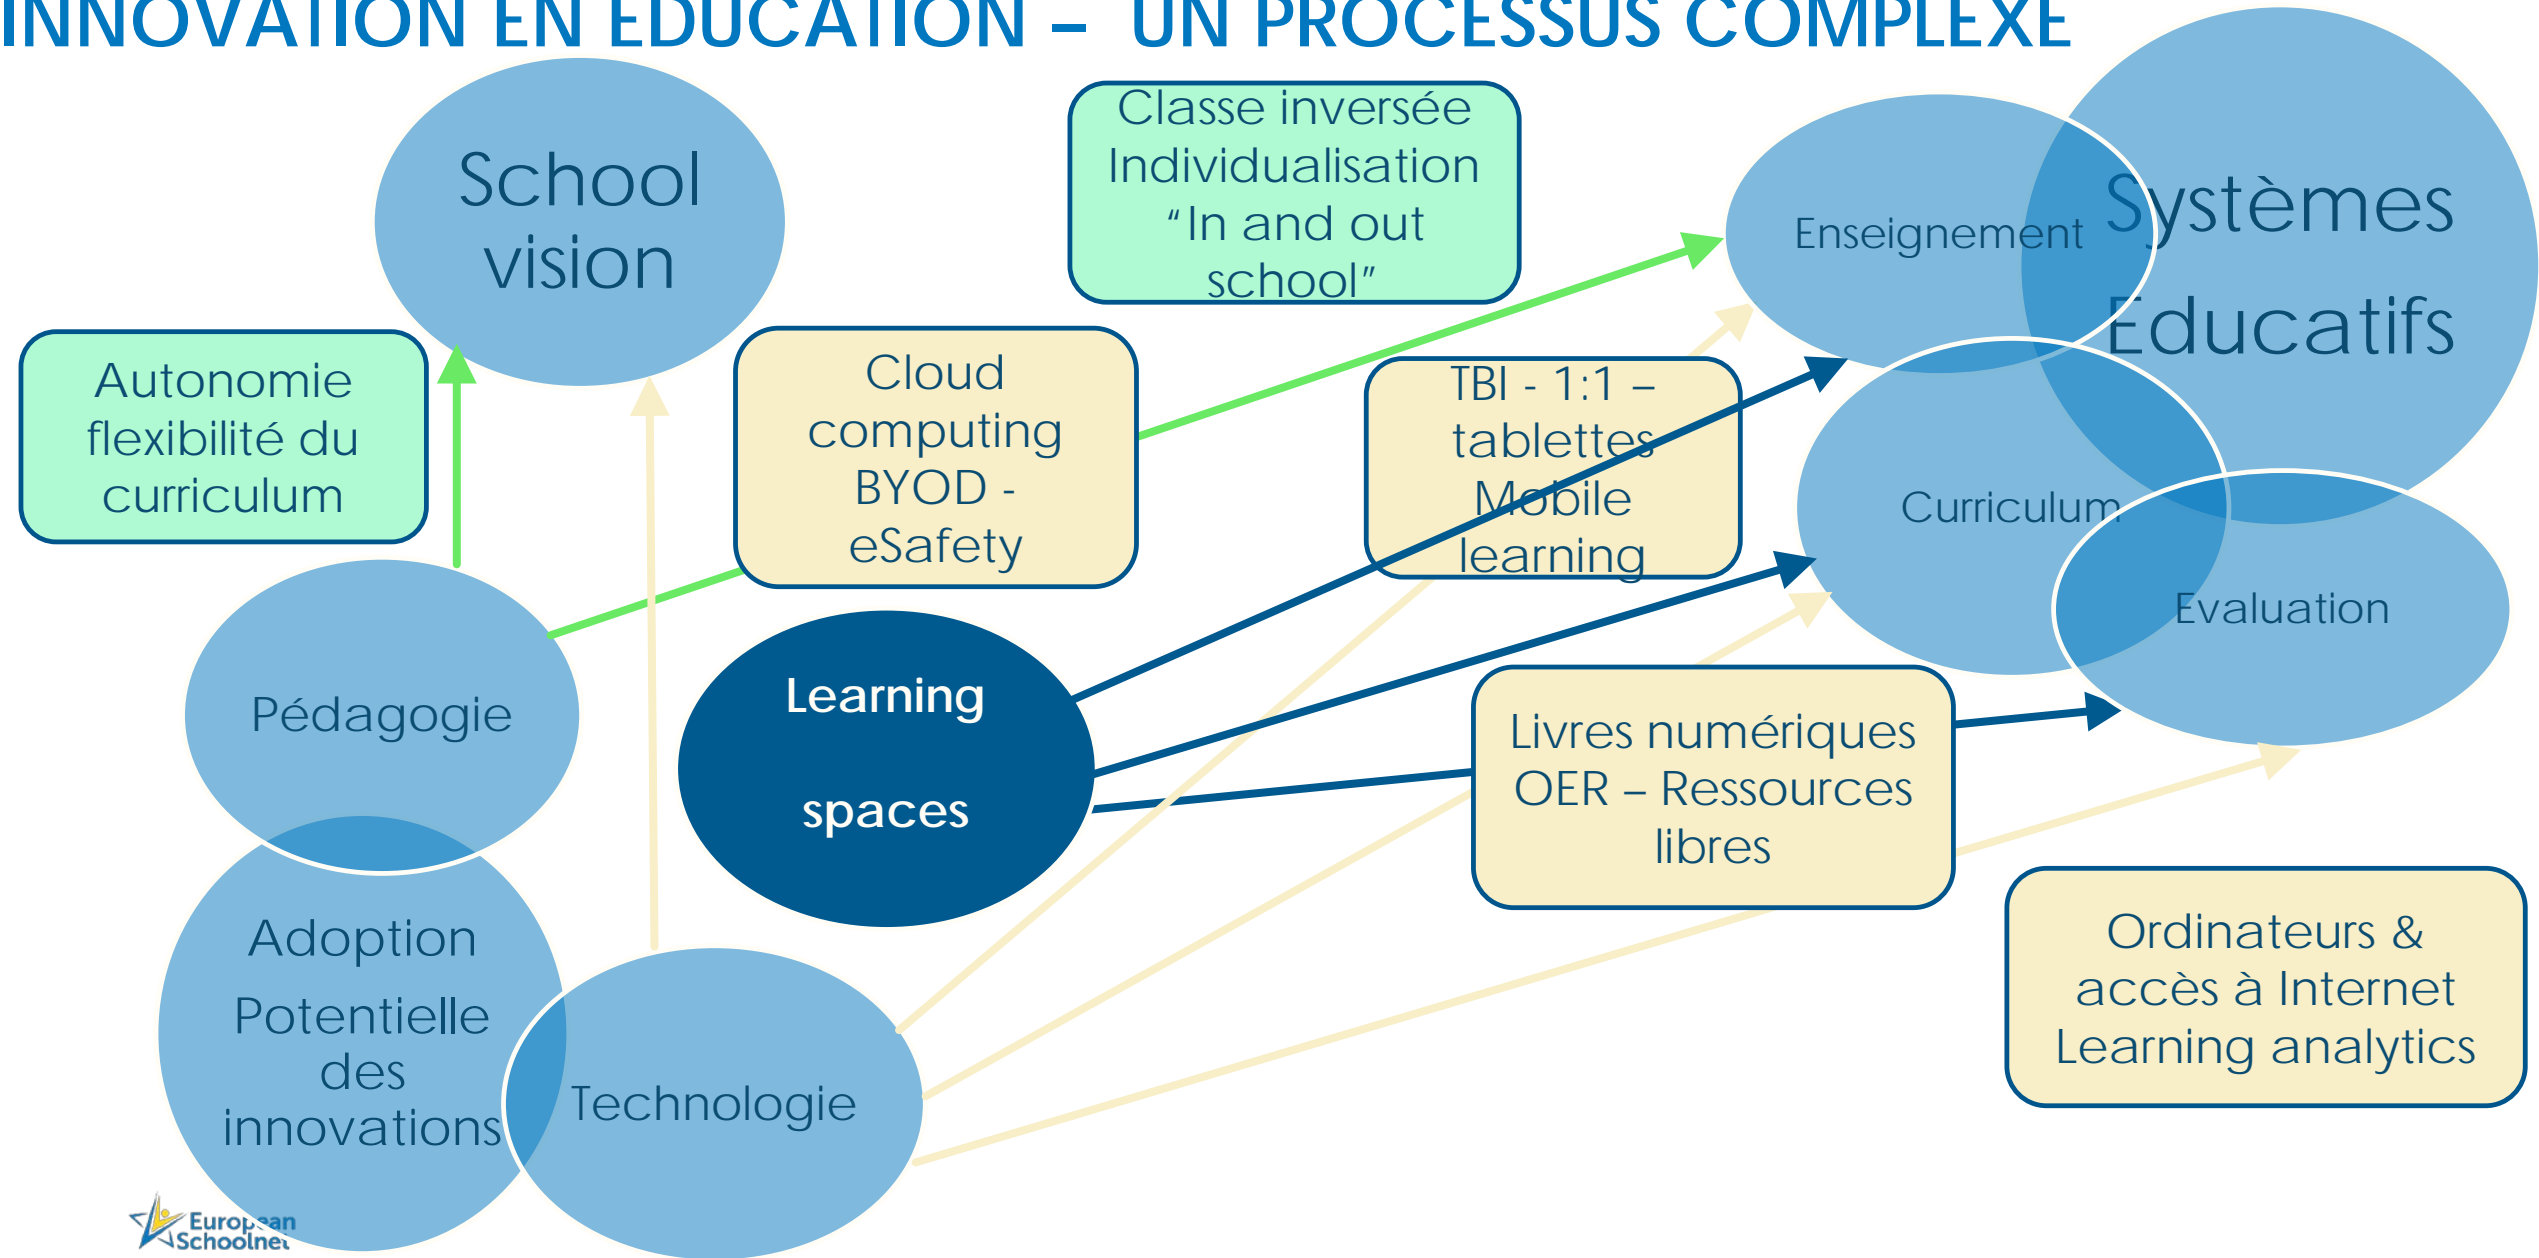 INNOVATION EN EDUCATION – UN PROCESSUS COMPLEXE
School
vision
Classe inversée
Individualisation
“In and out
school”
Enseignement
Systèmes
Educatifs
Autonomie
flexibilité du
curriculum
Cloud
computing
BYOD -
eSafety
TBI - 1:1 –
tablettes
Mobile
learning
Curriculum
Evaluation
Pédagogie
Learning
spaces
Livres numériques
OER – Ressources
libres
Adoption
Potentielle
des
innovations
Technologie
Ordinateurs &
accès à Internet
Learning analytics
European
Schoolnet